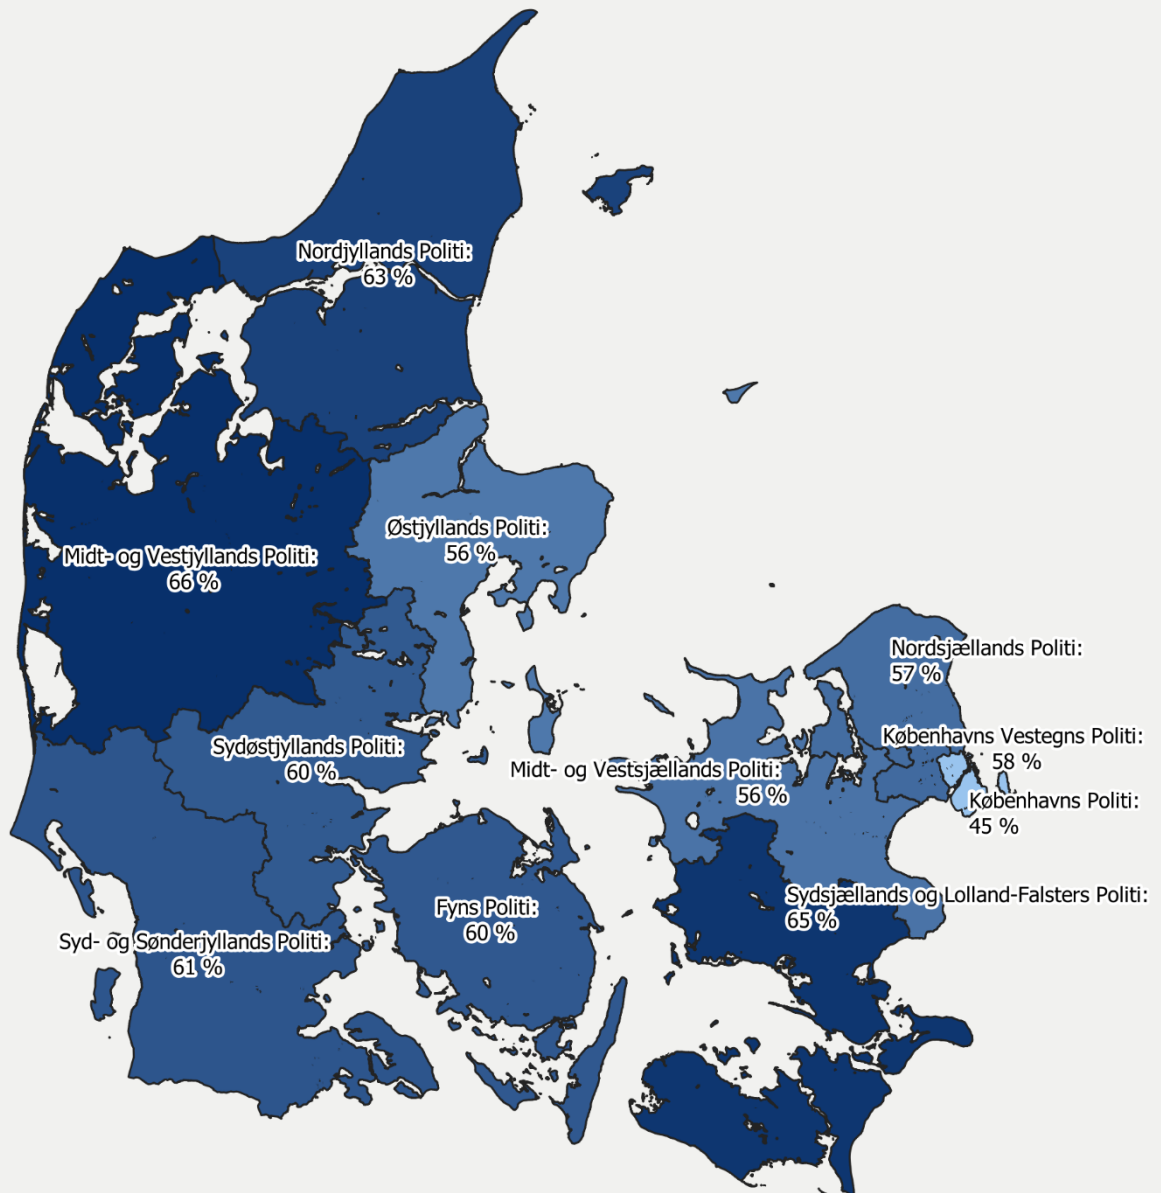 Nordjyllands Politi:
63 %
Østjyllands Politi:
56 %
Midt- og Vestjyllands Politi:
66 %
Nordsjællands Politi:
57 %
Københavns Vestegns Politi:
58 %
Sydøstjyllands Politi:
60 %
Midt- og Vestsjællands Politi:
56 %
Københavns Politi:
45 %
Sydsjællands og Lolland-Falsters Politi:
65 %
Fyns Politi:
60 %
Syd- og Sønderjyllands Politi:
61 %